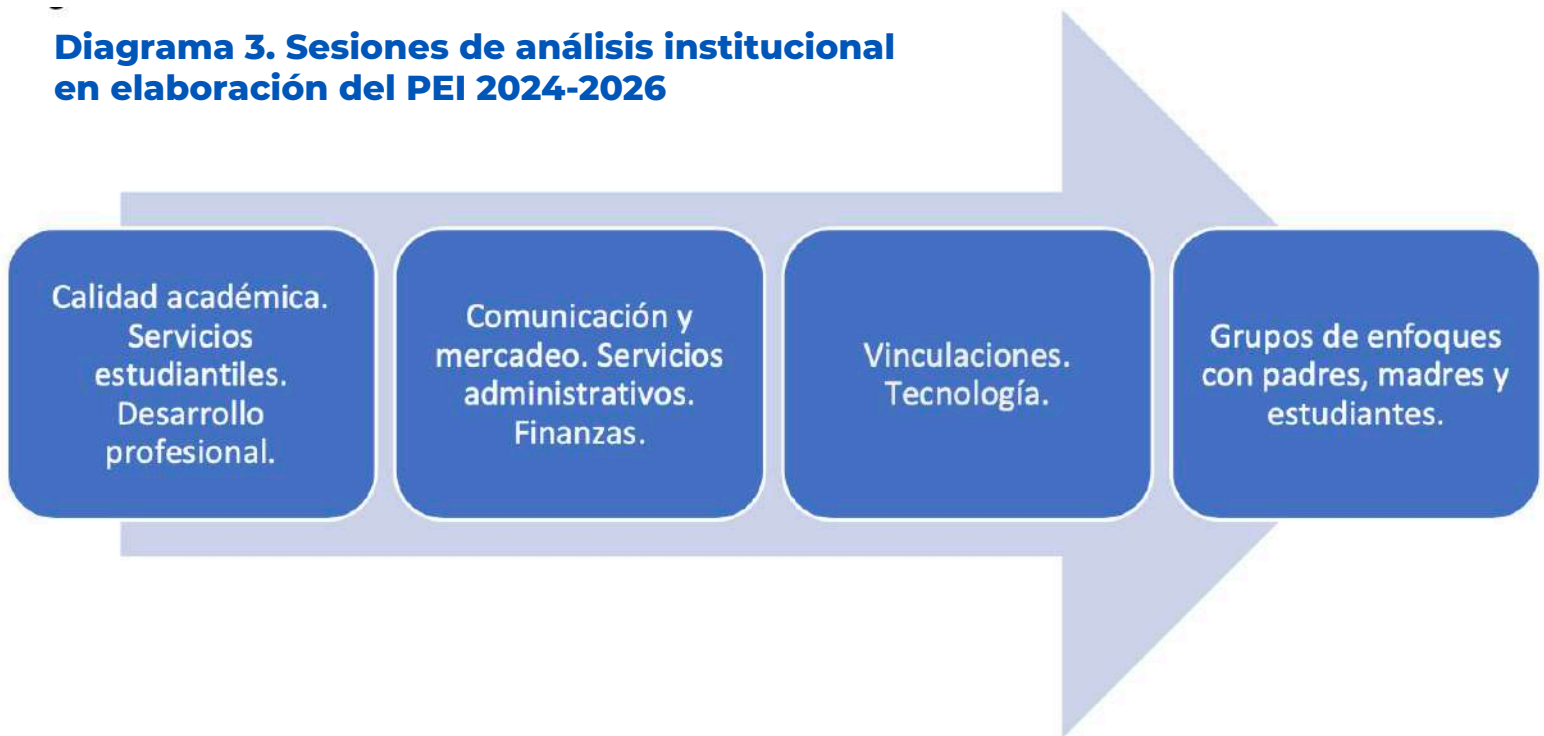 Diagrama 3. Sesiones de análisis institucional
en elaboración del PEI 2024-2026
Calidad académica.
Servicios
estudiantiles.
Desarrollo
profesional.
Comunicación y
mercadeo. Servicios
administrativos.
Finanzas.
Vinculaciones.
Tecnología.
Grupos de enfoques
con padres, madres y
estudiantes.